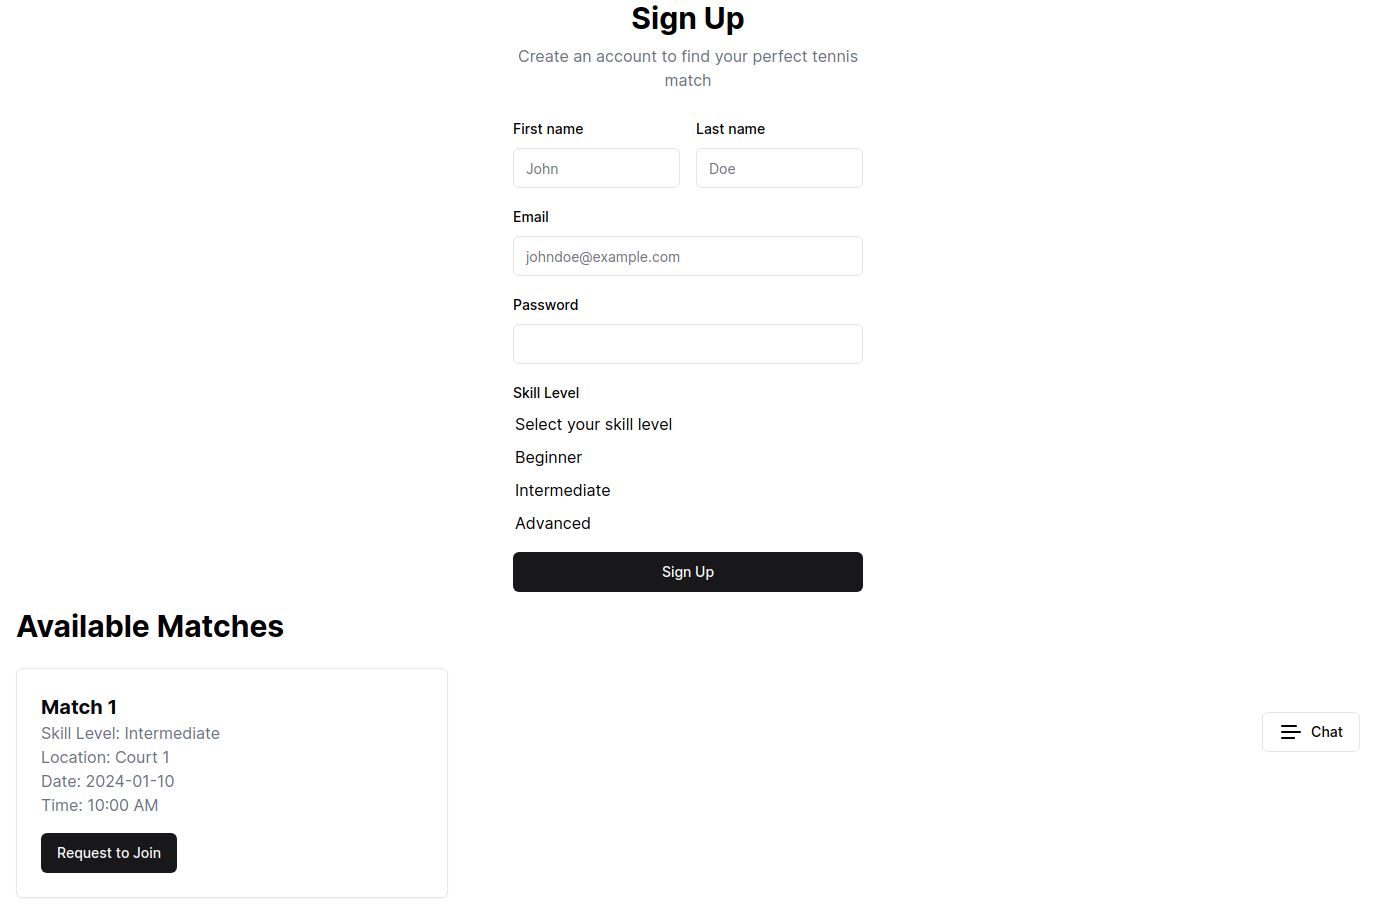 Sign Up
Create an account to find your perfect tennis
match
First name
Last name
John
Doe
Email
johndoe@example.com
Password
Skill Level
Select your skill level
Beginner
Intermediate
Advanced
Sign Up
Available Matches
Match 1
Skill Level: Intermediate
Location: Court 1
Date: 2024-01-10
Time: 10:00 AM
Request to Join
Chat